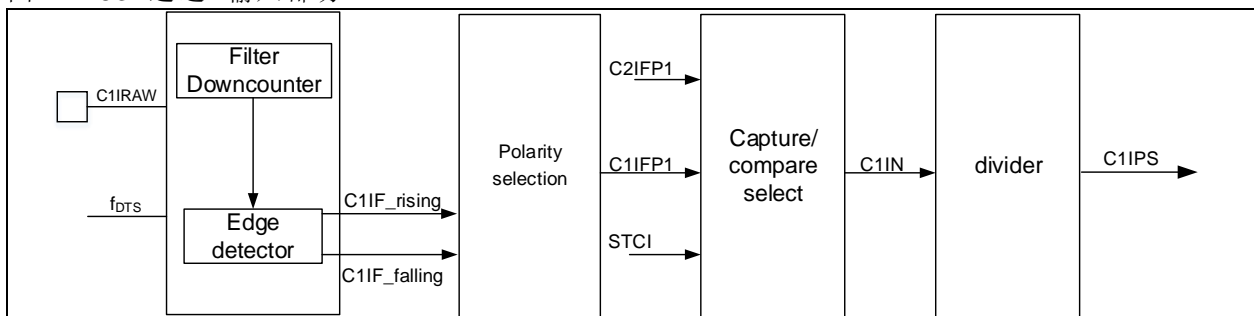 Filter
Downcounter
C1IRAW
fDTS
Edge
detector
C1IF_rising
C1IF_falling
Polarity
selection
C2IFP1
C1IFP1
STCI
Capture/
compare
select
C1IN
divider
C1IPS